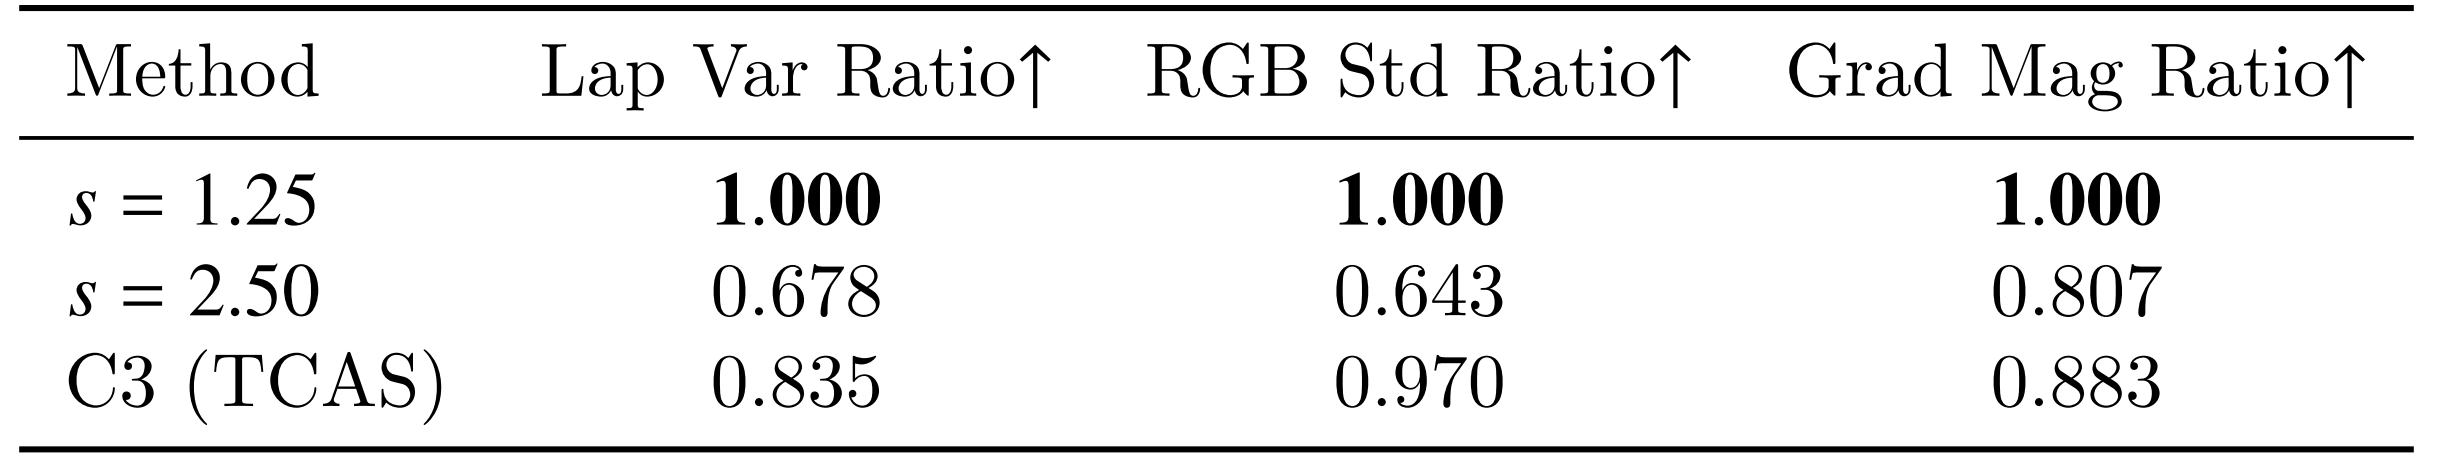 Method Lap Var Ratio↑ RGB Std Ratio↑ Grad Mag Ratio↑
s = 1.25 1.000 1.000 1.000
s = 2.50 0.678 0.643 0.807
C3 (TCAS) 0.835 0.970 0.883